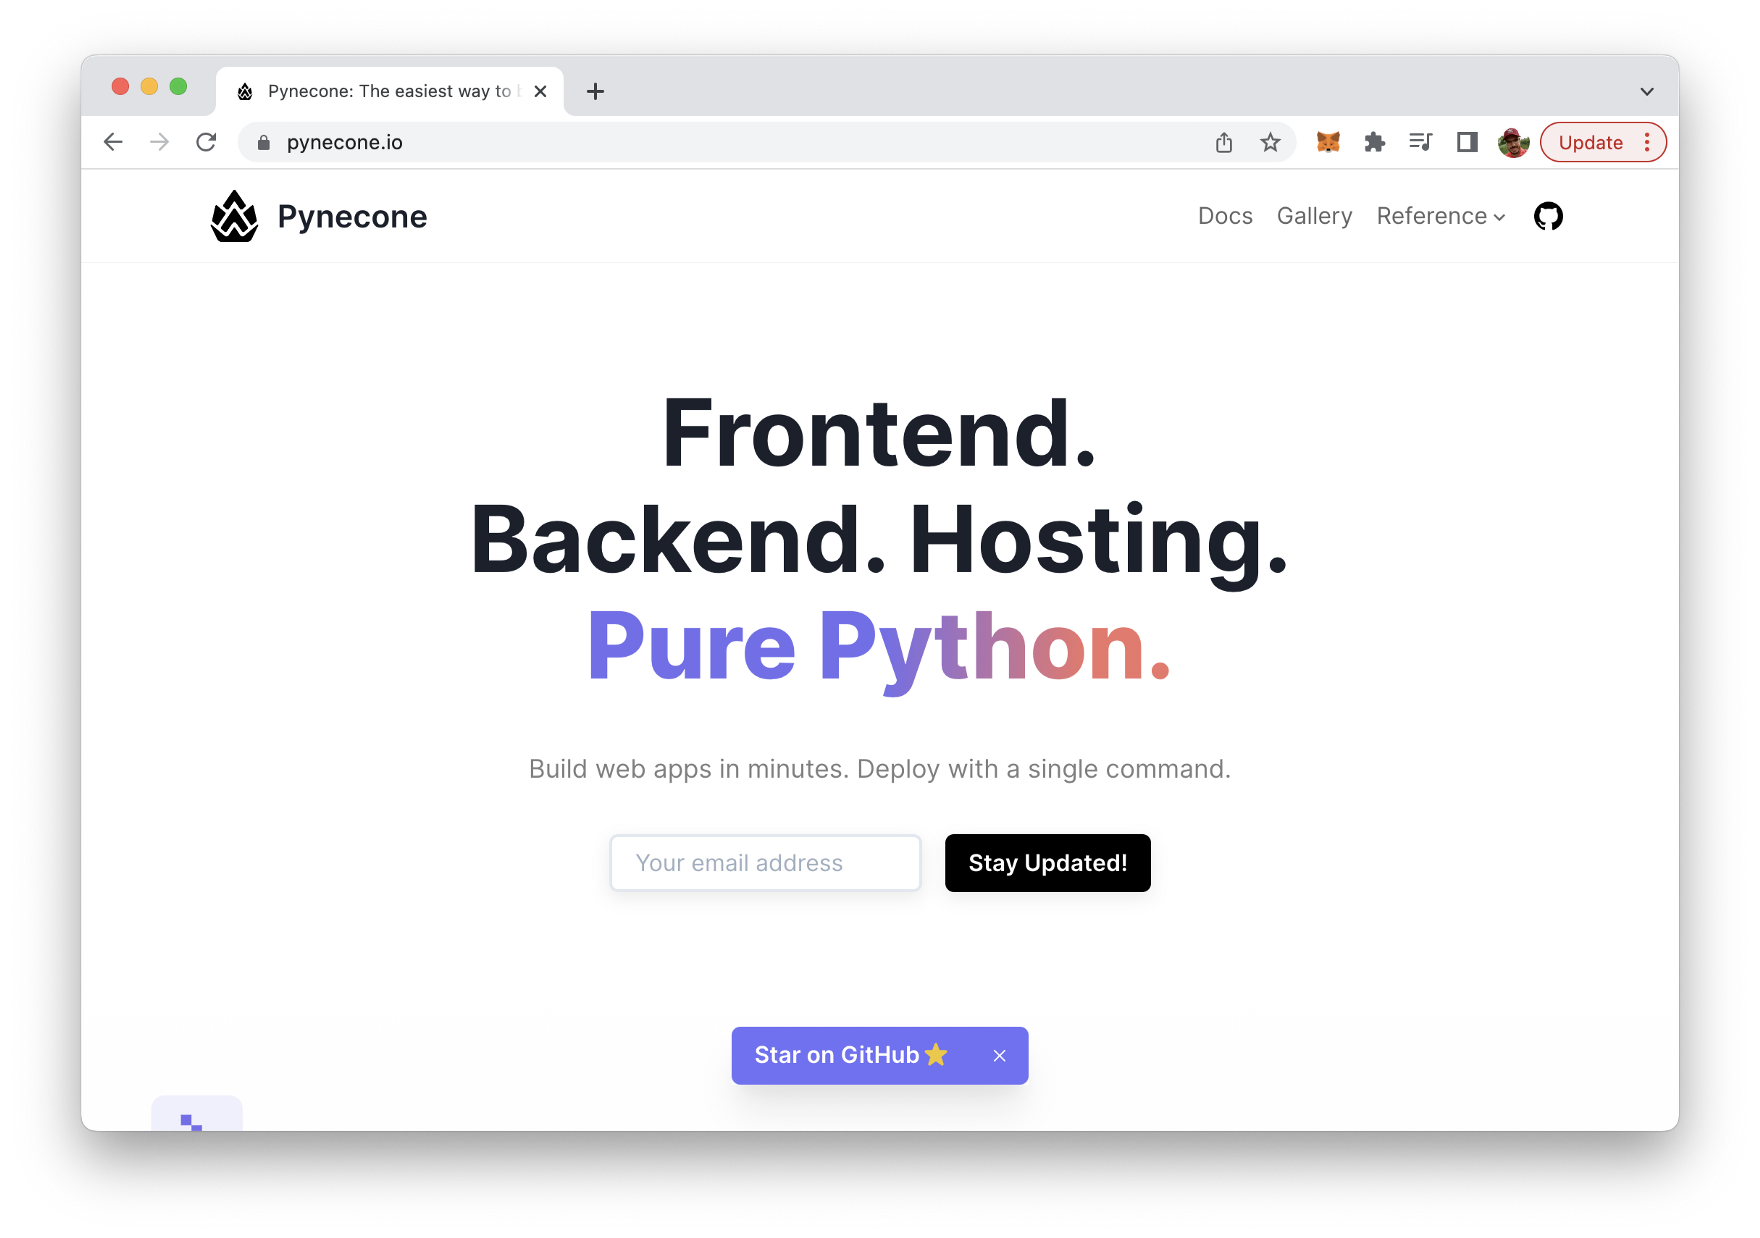 Pynecone: The easiest way to
pynecone.io
Update
Pynecone
Docs Gallery Reference
Frontend.
Backend. Hosting.
Pure Python.
Build web apps in minutes. Deploy with a single command.
Your email address
Stay Updated!
Star on GitHub